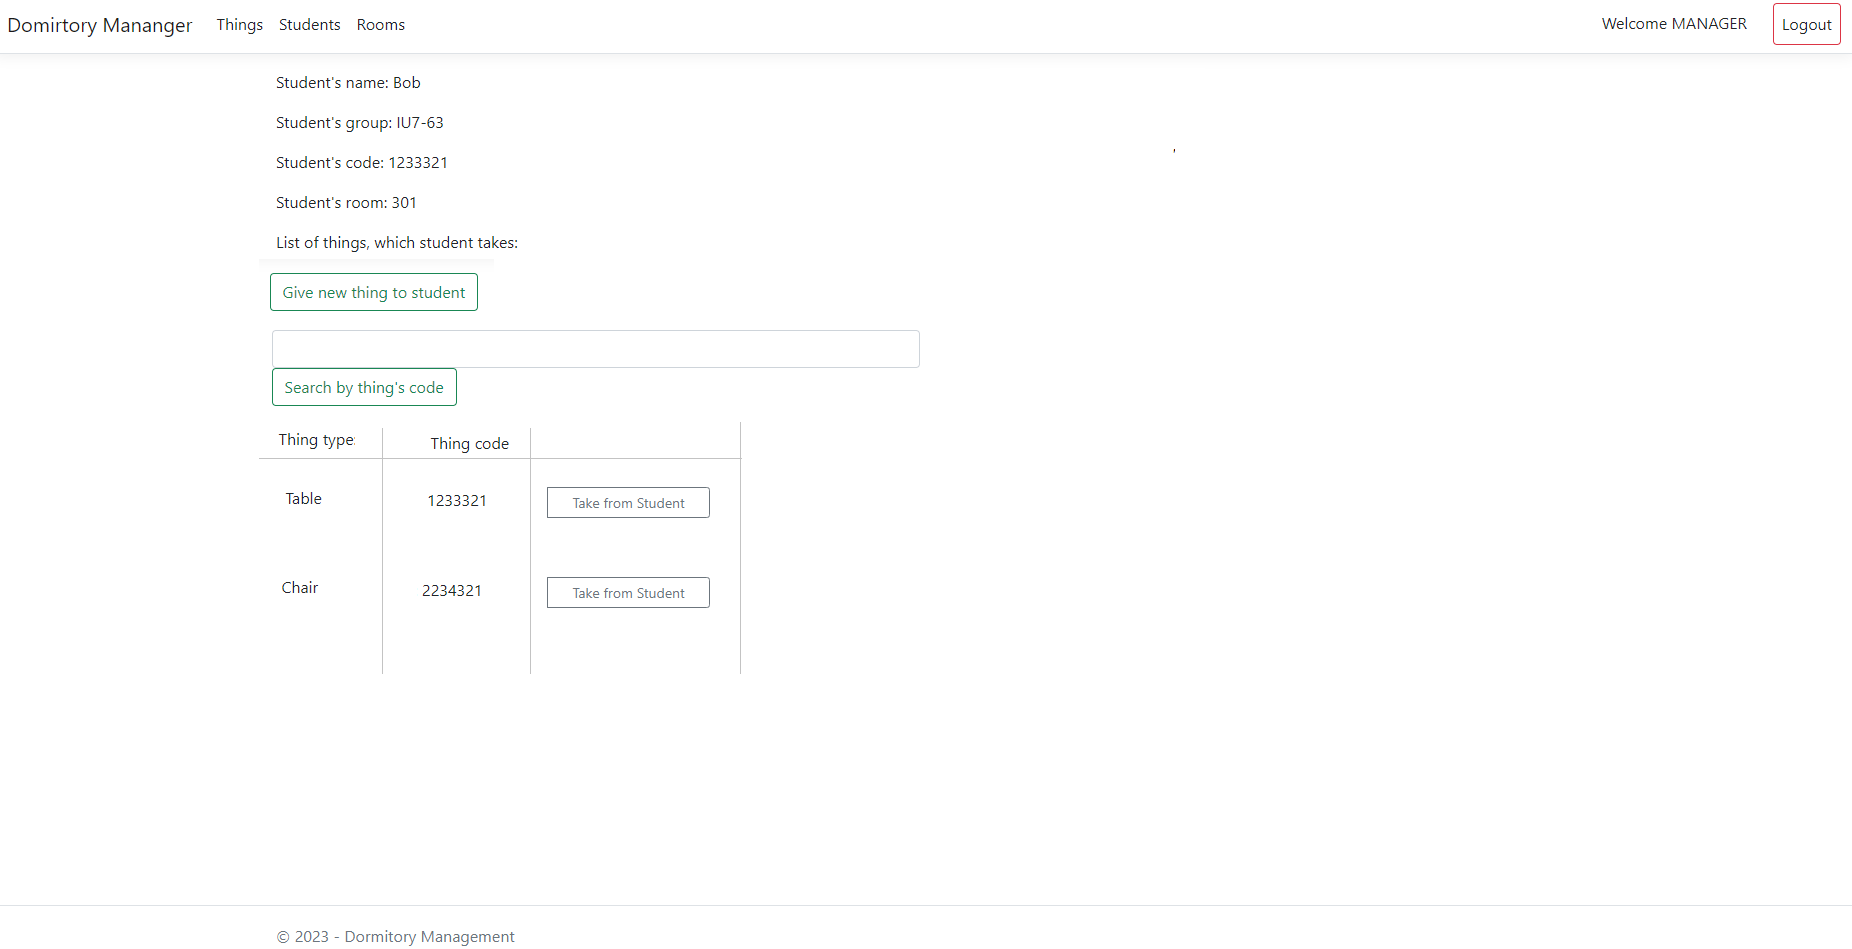 Domirtory Mananger Things Students Rooms Welcome MANAGER Logout
Student's name: Bob
Student's group: IU7-63
Student's code: 1233321
Student's room: 301
List of things, which student takes:
Give new thing to student
Search by thing's code
Thing type: Thing code
Table 1233321 Take from Student
Chair 2234321 Take from Student
© 2023 - Dormitory Management